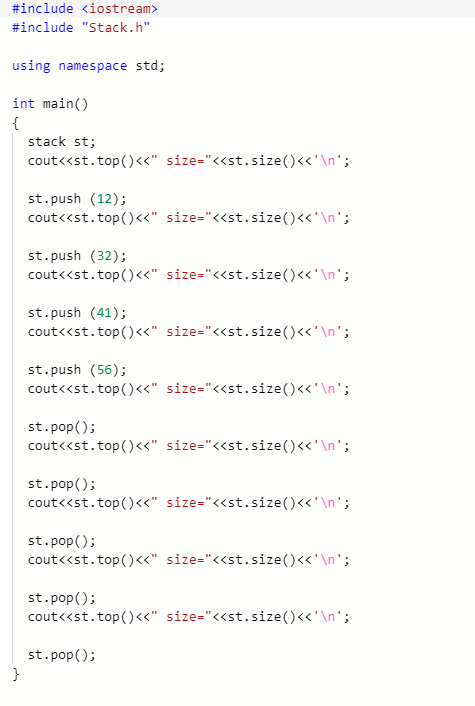 #include <iostream>
#include "Stack.h"
using namespace std;
int main()
{
stack st;
cout<<st.top()<<" size="<<st.size()<<'\n';
st.push (12);
cout<<st.top()<<" size="<<st.size()<<'\n';
st.push (32);
cout<<st.top()<<" size="<<st.size()<<'\n';
st.push (41);
cout<<st.top()<<" size="<<st.size()<<'\n';
st.push (56);
cout<<st.top()<<" size="<<st.size()<<'\n';
st.pop();
cout<<st.top()<<" size="<<st.size()<<'\n';
st.pop();
cout<<st.top()<<" size="<<st.size()<<'\n';
st.pop();
cout<<st.top()<<" size="<<st.size()<<'\n';
st.pop();
cout<<st.top()<<" size="<<st.size()<<'\n';
st.pop();
}